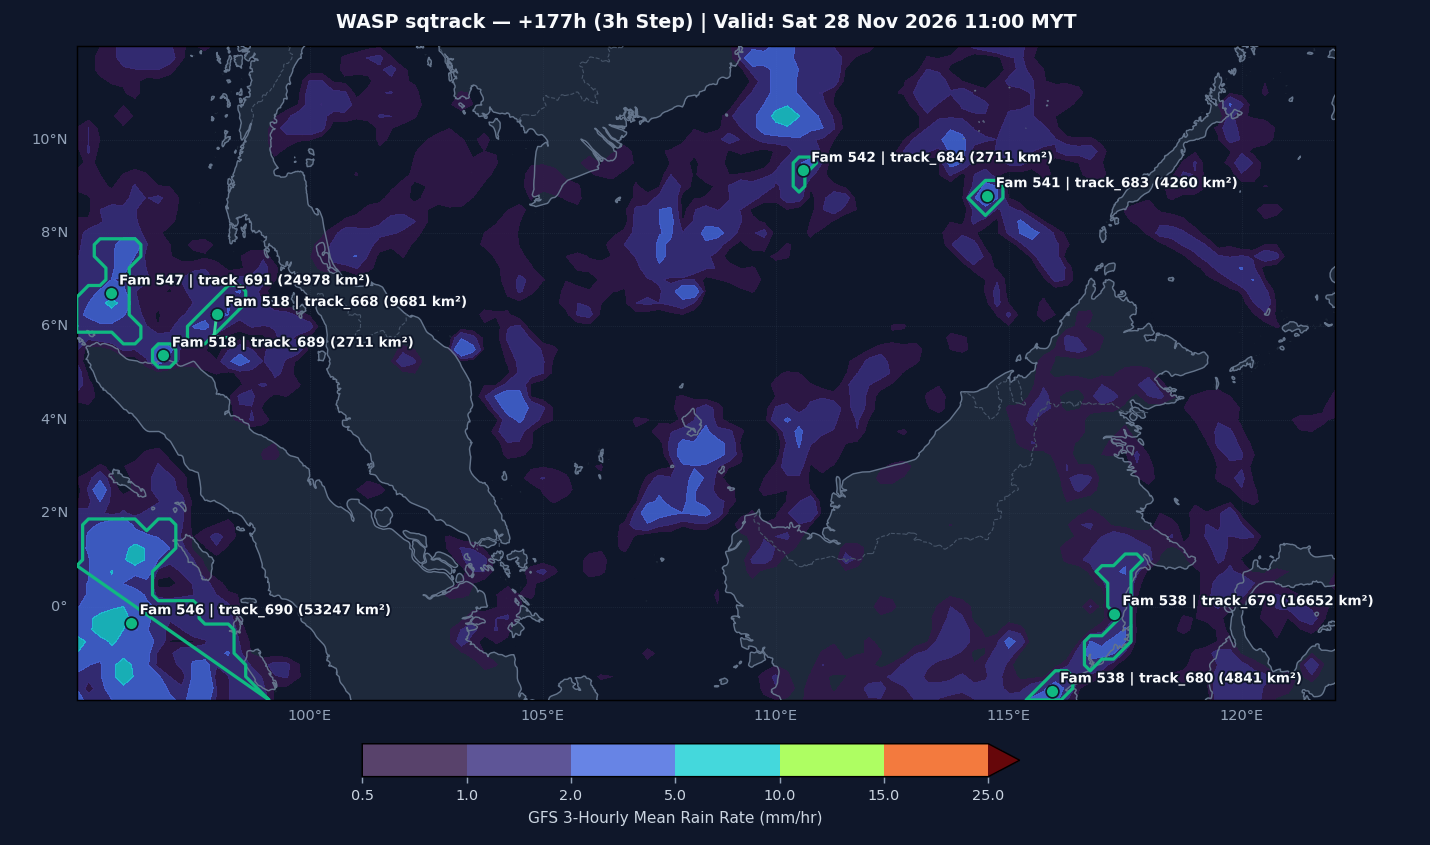 WASP sqtrack — +177h (3h Step) | Valid: Sat 28 Nov 2026 11:00 MYT
10°N
8°N
6°N
4°N
2°N
0°
Fam 542 | track_684 (2711 km²)
Fam 541 | track_683 (4260 km²)
Fam 547 | track_691 (24978 km²)
Fam 518 | track_668 (9681 km²)
Fam 518 | track_689 (2711 km²)
Fam 546 | track_690 (53247 km²)
Fam 538 | track_679 (16652 km²)
Fam 538 | track_680 (4841 km²)
100°E 105°E 110°E 115°E 120°E
0.5 1.0 2.0 5.0 10.0 15.0 25.0
GFS 3-Hourly Mean Rain Rate (mm/hr)